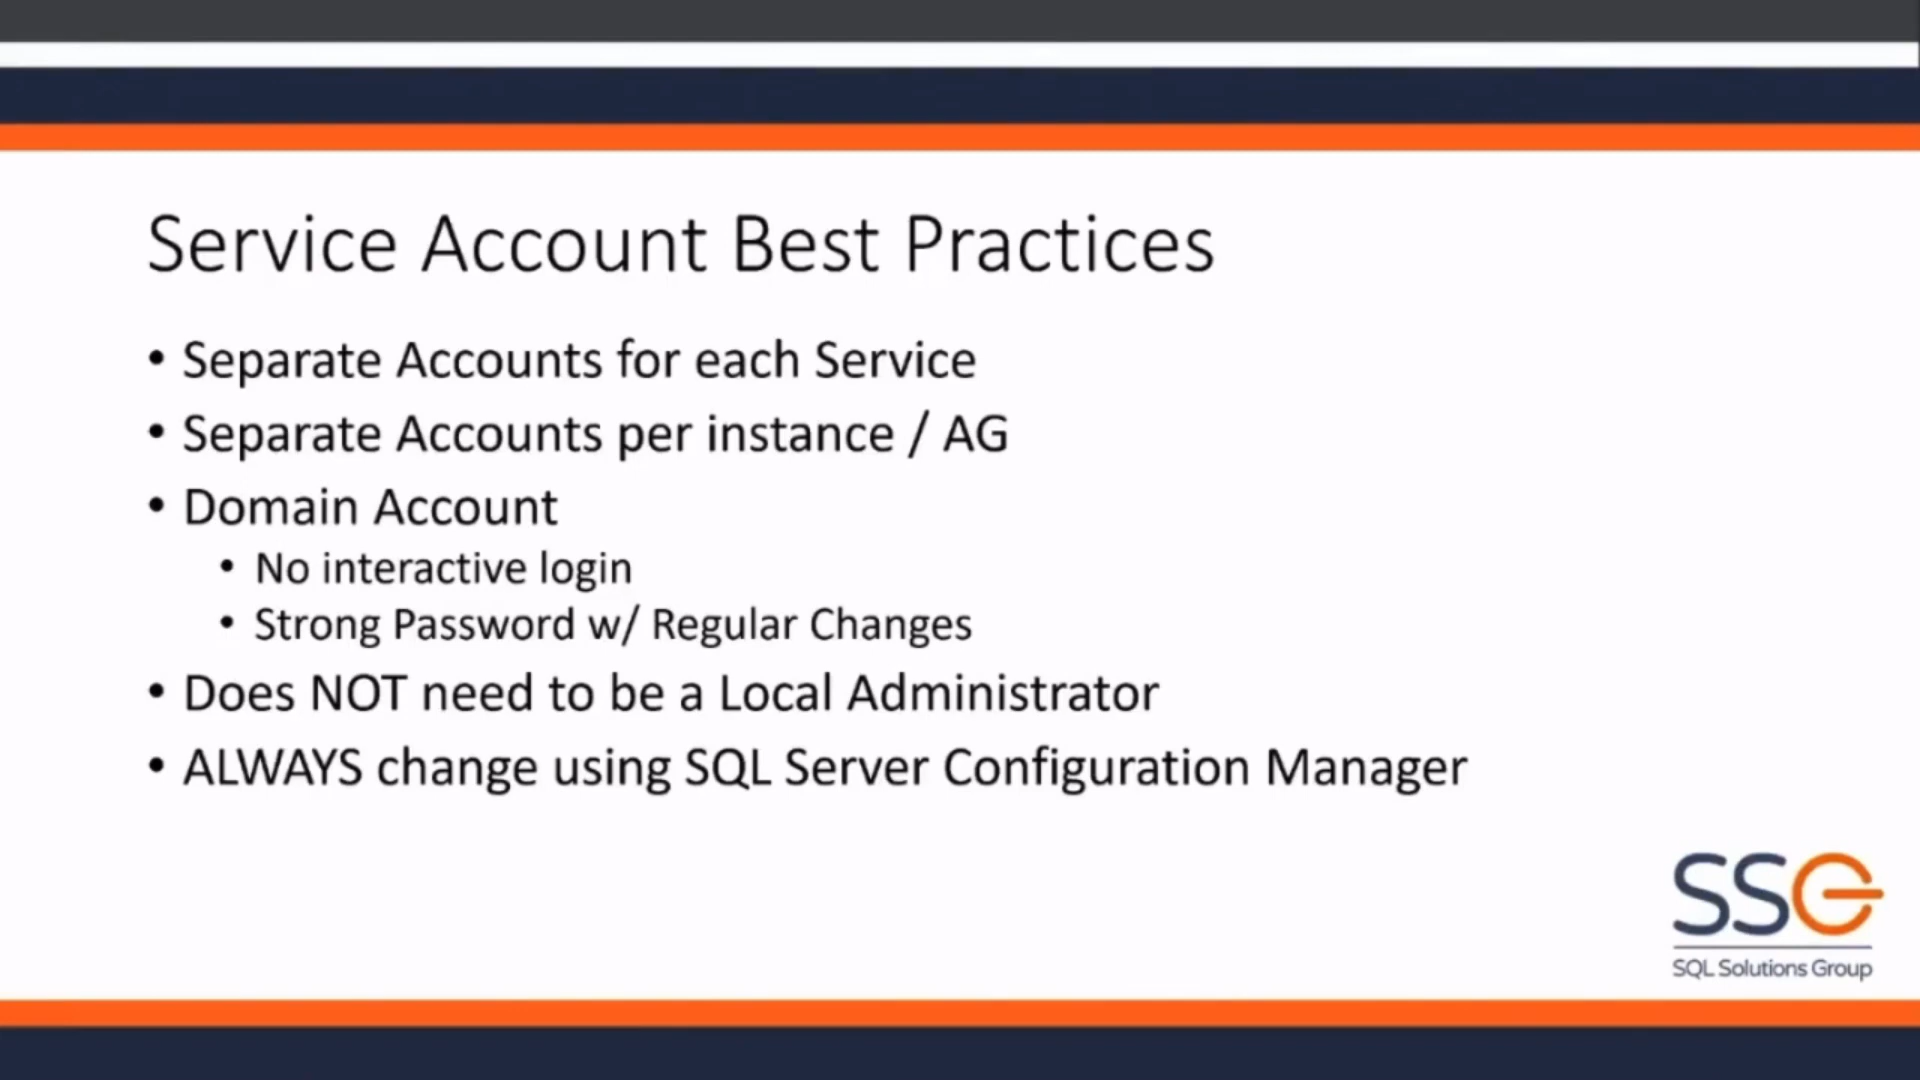 Service Account Best Practices
• Separate Accounts for each Service
• Separate Accounts per instance / AG
• Domain Account
• No interactive login
• Strong Password w/ Regular Changes
• Does NOT need to be a Local Administrator
• ALWAYS change using SQL Server Configuration Manager
SSG
SQL Solutions Group